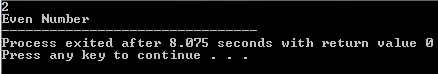 2
Even Number
--------------------------------
Process exited after 8.075 seconds with return value 0
Press any key to continue . . .